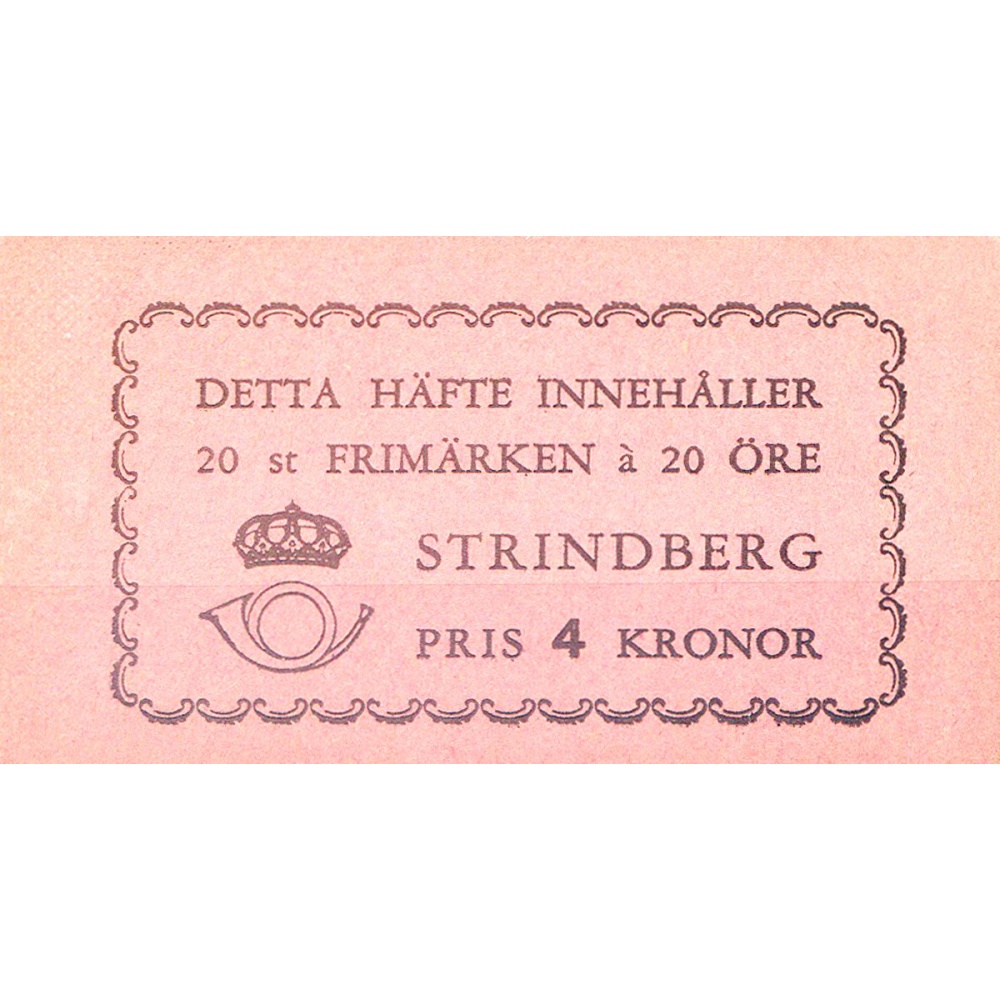 DETTA HÄFTE INNEHÅLLER
20 st FRIMÄRKEN à 20 ÖRE
STRINDBERG
PRIS 4 KRONOR